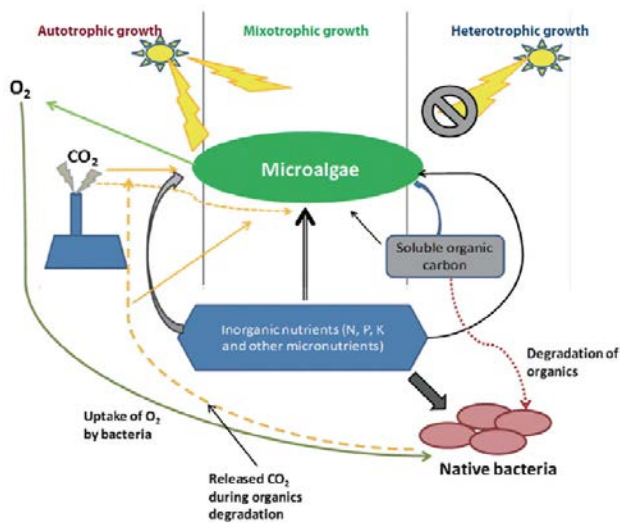 Autotrophic growth
Mixotrophic growth
Heterotrophic growth
O₂
CO₂
Microalgae
Soluble organic
carbon
Inorganic nutrients (N, P, K
and other micronutrients)
Degradation of
organics
Uptake of O₂
by bacteria
Native bacteria
Released CO₂
during organics
degradation